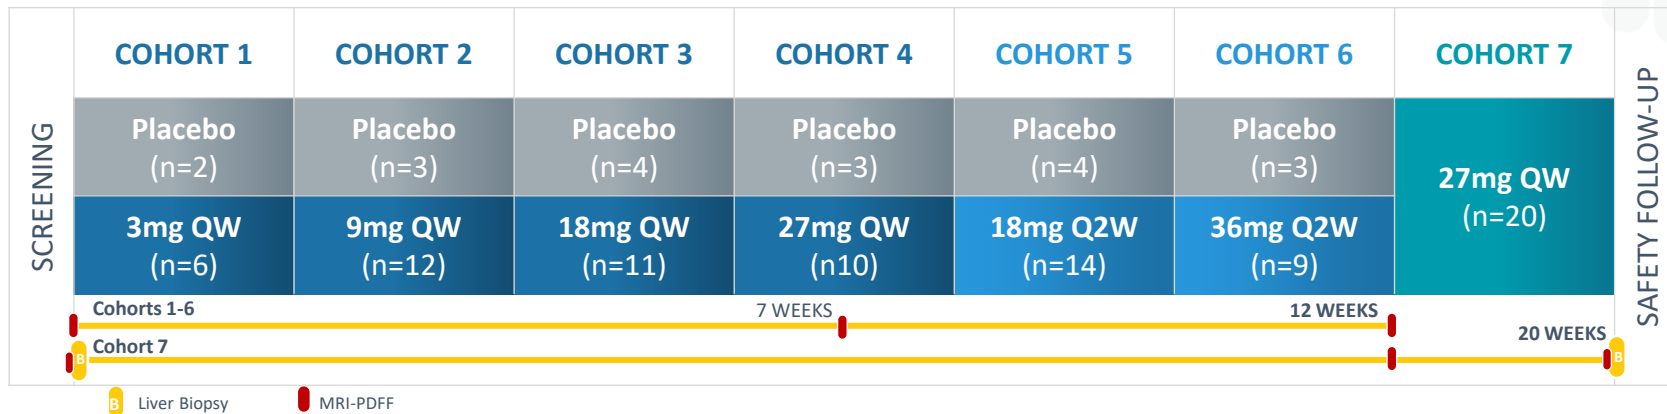 SCREENING
COHORT 1
COHORT 2
COHORT 3
COHORT 4
COHORT 5
COHORT 6
COHORT 7
Placebo
(n=2)
Placebo
(n=3)
Placebo
(n=4)
Placebo
(n=3)
Placebo
(n=4)
Placebo
(n=3)
3mg QW
(n=6)
9mg QW
(n=12)
18mg QW
(n=11)
27mg QW
(n10)
18mg Q2W
(n=14)
36mg Q2W
(n=9)
27mg QW
(n=20)
SAFETY FOLLOW-UP
Cohorts 1-6
7 WEEKS
12 WEEKS
Cohort 7
20 WEEKS
B
B
B Liver Biopsy
MRI-PDFF